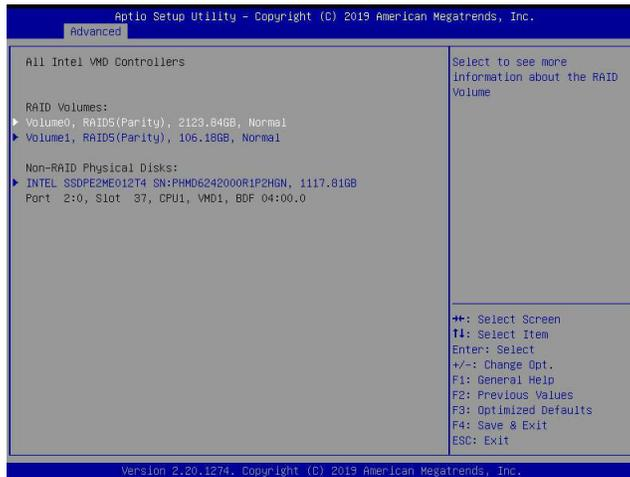 Aptio Setup Utility – Copyright (C) 2019 American Megatrends, Inc.
Advanced
All Intel VMD Controllers
RAID Volumes:
Volume0, RAID5(Parity), 2123.84GB, Normal
Volume1, RAID5(Parity), 106.18GB, Normal
Non-RAID Physical Disks:
INTEL SSDPE2ME012T4 SN:PHMD6242000R1P2HGN, 1117.81GB
Port 2:0, Slot 37, CPU1, VMD1, BDF 04:00.0
Select to see more
information about the RAID
Volume
→←: Select Screen
↑↓: Select Item
Enter: Select
+/-: Change Opt.
F1: General Help
F2: Previous Values
F3: Optimized Defaults
F4: Save & Exit
ESC: Exit
Version 2.20.1274. Copyright (C) 2019 American Megatrends, Inc.